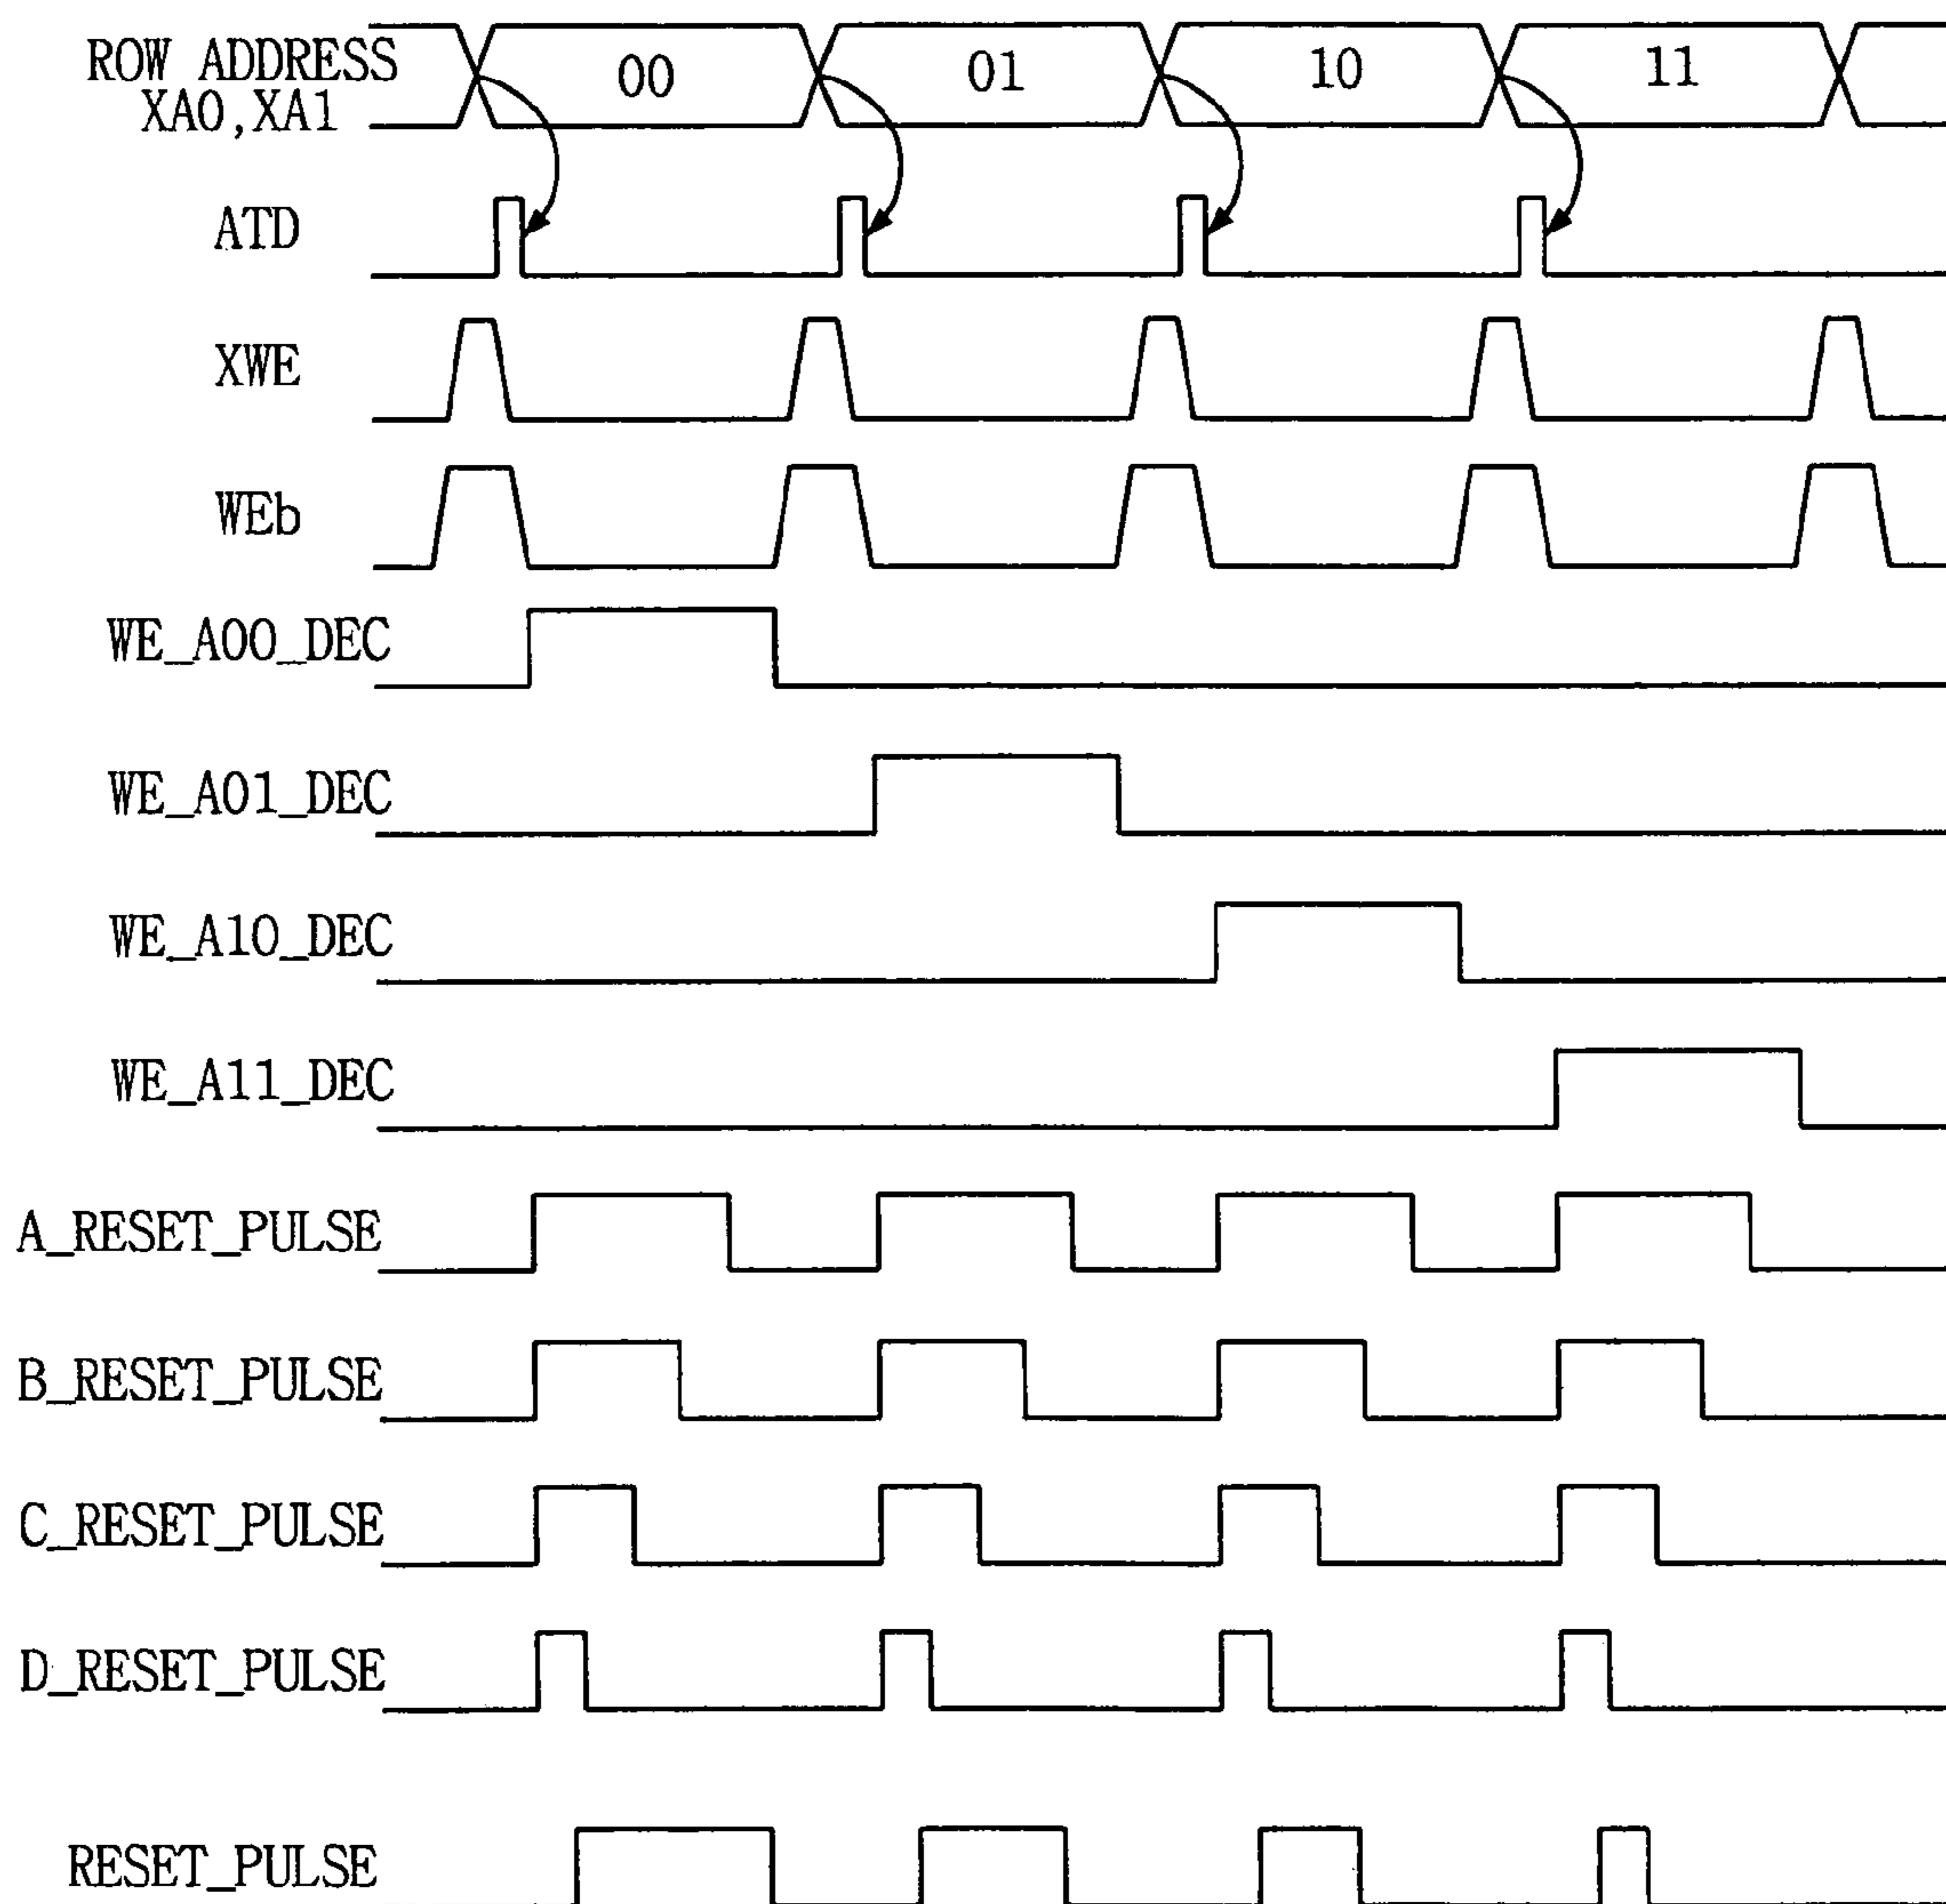 ROW ADDRESS
XA0,XA1
00
01
10
11
ATD
XWE
WEb
WE_A00_DEC
WE_A01_DEC
WE_A10_DEC
WE_A11_DEC
A_RESET_PULSE
B_RESET_PULSE
C_RESET_PULSE
D_RESET_PULSE
RESET_PULSE